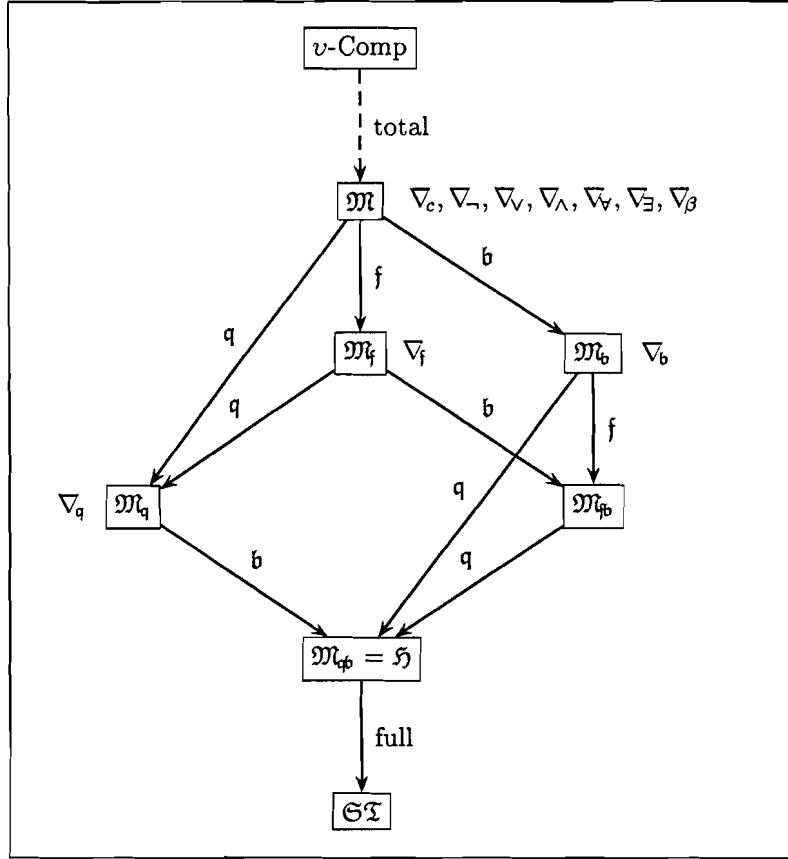 υ-Comp
total
𝔐 ∇c, ∇¬, ∇∨, ∇∧, ∇∀, ∇∃, ∇β
𝔮 𝔣 𝔟
𝔐𝔣 ∇𝔣 𝔐𝔟 ∇𝔟
𝔮 𝔟 𝔣
∇𝔮 𝔐𝔮 𝔮 𝔐𝔣𝔟
𝔟 𝔮
𝔐𝔮𝔟 = ℌ
full
𝔖𝔗